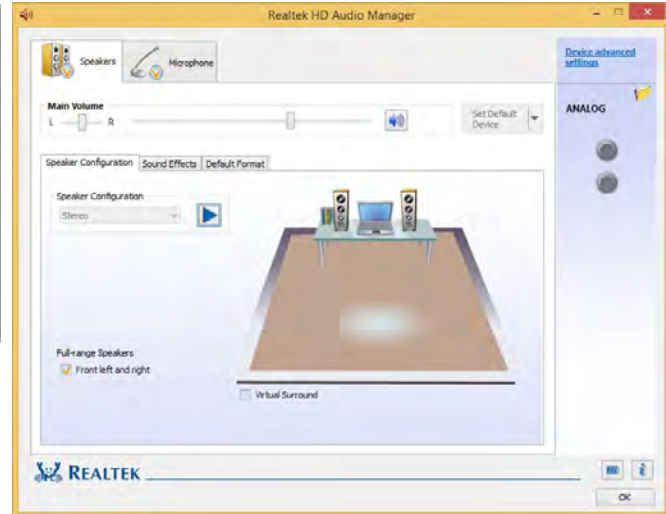 Realtek HD Audio Manager
Speakers
Microphone
Device advanced
settings
Main Volume
L
R
Set Default
Device
ANALOG
Speaker Configuration
Sound Effects
Default Format
Speaker Configuration
Stereo
Full-range Speakers
Front left and right
Virtual Surround
REALTEK
OK